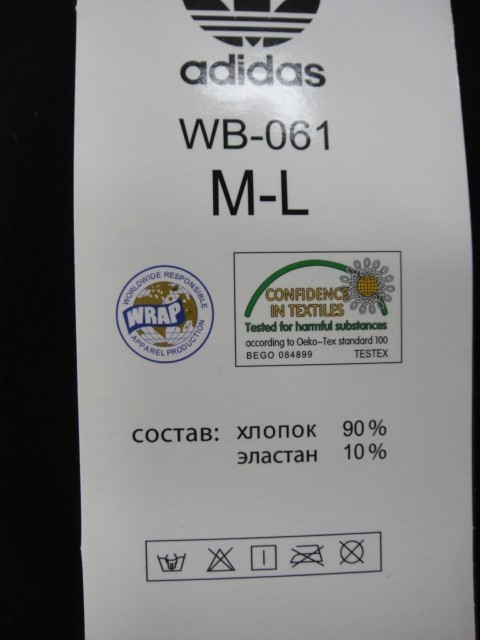 adidas
WB-061
M-L
WORLDWIDE RESPONSIBLE
WRAP
APPAREL PRODUCTION
CONFIDENCE
IN TEXTILES
Tested for harmful substances
according to Oeko-Tex standard 100
BEGO 084899 TESTEX
состав: хлопок 90%
эластан 10%